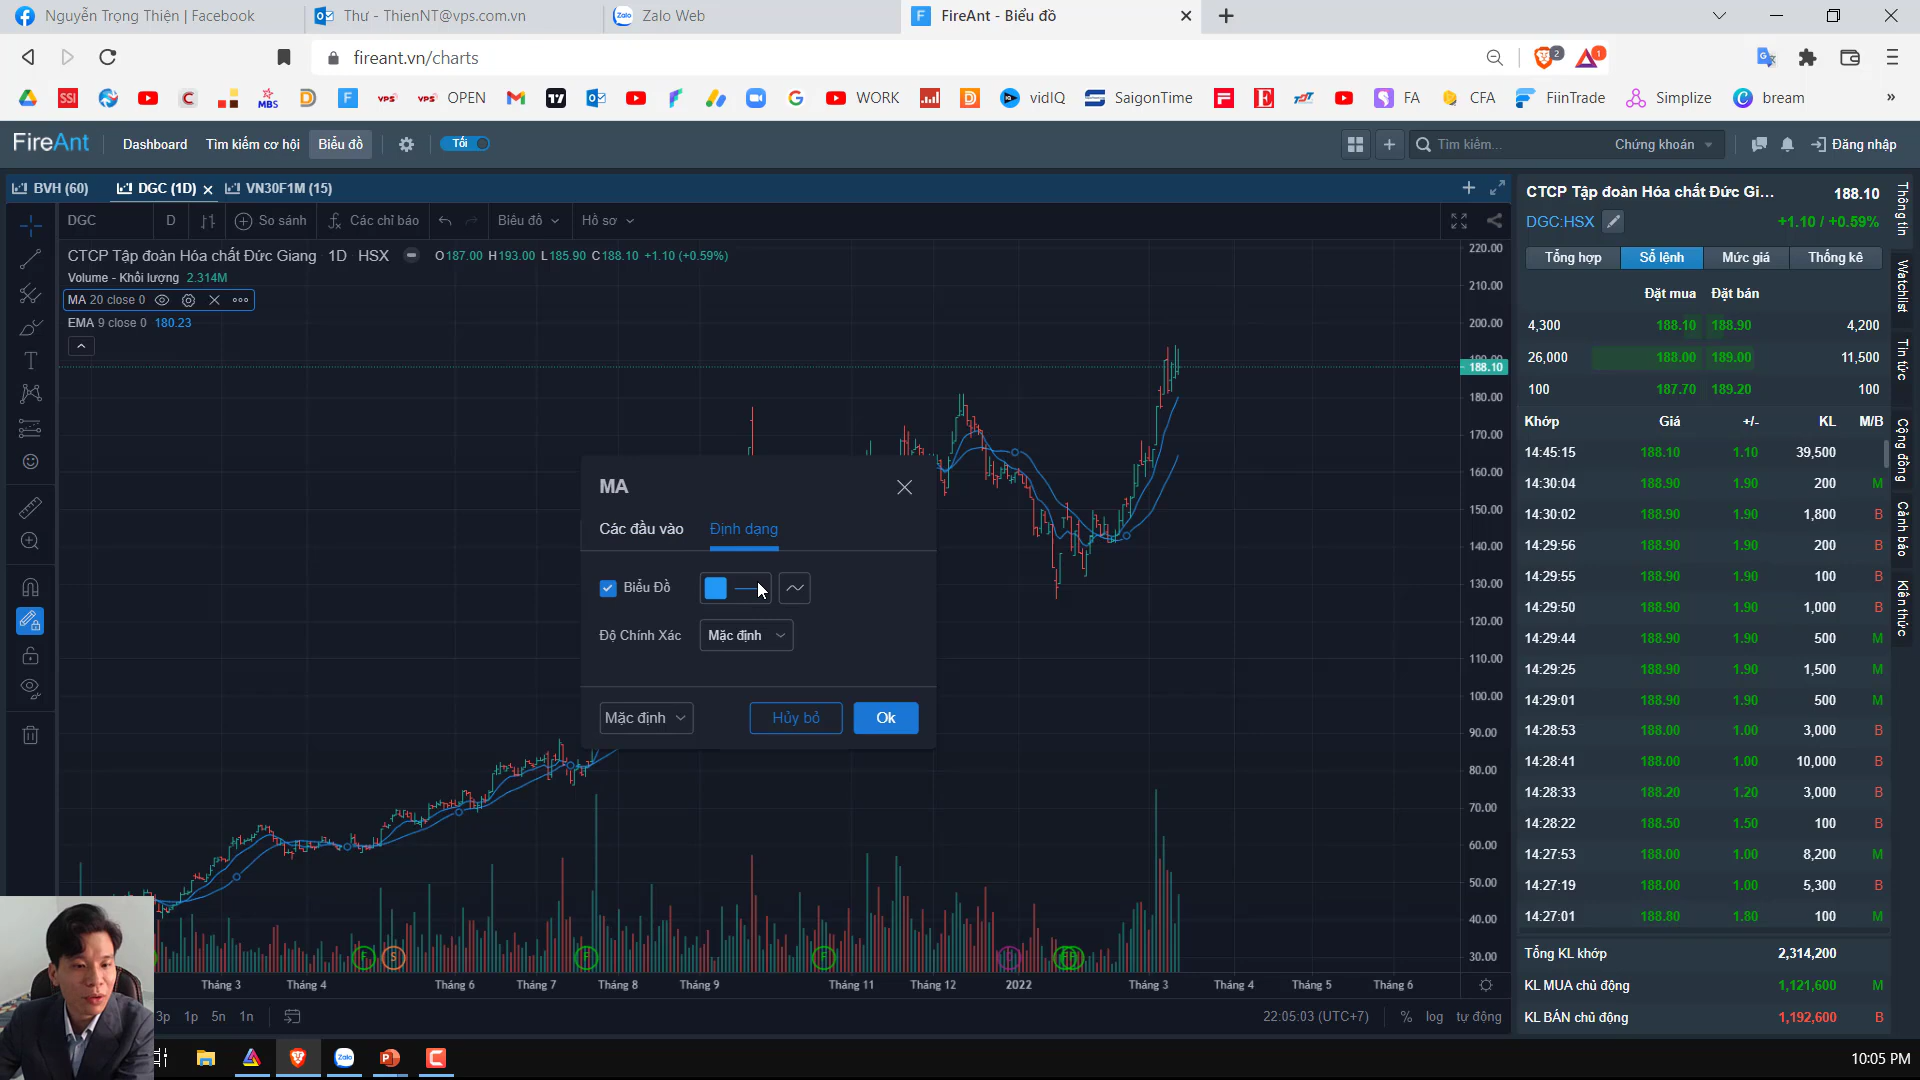 Nguyễn Trọng Thiện | Facebook
Thư - ThienNT@vps.com.vn
Zalo Web
FireAnt - Biểu đồ
fireant.vn/charts
2
1
SSI
MBS
VPS
VPS OPEN
WORK
vidIQ
SaigonTime
FA
CFA
FiinTrade
Simplize
bream
FireAnt
Dashboard
Tìm kiếm cơ hội
Biểu đồ
Tối
Tìm kiếm...
Chứng khoán
Đăng nhập
BVH (60)
DGC (1D)
VN30F1M (15)
DGC
D
So sánh
Các chỉ báo
Biểu đồ
Hồ sơ
CTCP Tập đoàn Hóa chất Đức Giang 1D HSX
O187.00 H193.00 L185.90 C188.10 +1.10 (+0.59%)
Volume - Khối lượng 2.314M
MA 20 close 0
EMA 9 close 0 180.23
220.00
210.00
200.00
190.00
188.10
180.00
170.00
160.00
150.00
140.00
130.00
120.00
110.00
100.00
90.00
80.00
70.00
60.00
50.00
40.00
30.00
MA
Các đầu vào
Định dạng
Biểu Đồ
Độ Chính Xác
Mặc định
Mặc định
Hủy bỏ
Ok
Tháng 3
Tháng 4
Tháng 6
Tháng 7
Tháng 8
Tháng 9
Tháng 11
Tháng 12
2022
Tháng 3
Tháng 4
Tháng 5
Tháng 6
3p
1p
5n
1n
22:05:03 (UTC+7)
%
log
tự động
CTCP Tập đoàn Hóa chất Đức Gi...
188.10
DGC:HSX
+1.10 / +0.59%
Tổng hợp
Sổ lệnh
Mức giá
Thống kê
Đặt mua Đặt bán
4,300 188.10 188.90 4,200
26,000 188.00 189.00 11,500
100 187.70 189.20 100
Khớp Giá +/- KL M/B
14:45:15 188.10 1.10 39,500
14:30:04 188.90 1.90 200 M
14:30:02 188.90 1.90 1,800 B
14:29:56 188.90 1.90 200 B
14:29:55 188.90 1.90 100 B
14:29:50 188.90 1.90 1,000 B
14:29:44 188.90 1.90 500 M
14:29:25 188.90 1.90 1,500 M
14:29:01 188.90 1.90 500 M
14:28:53 188.00 1.00 3,000 B
14:28:41 188.00 1.00 10,000 B
14:28:33 188.20 1.20 3,000 B
14:28:22 188.50 1.50 100 B
14:27:53 188.00 1.00 8,200 M
14:27:19 188.00 1.00 5,300 B
14:27:01 188.80 1.80 100 M
Tổng KL khớp 2,314,200
KL MUA chủ động 1,121,600 M
KL BÁN chủ động 1,192,600 B
Thông tin
Watchlist
Tin tức
Cộng đồng
Cảnh báo
Kiến thức
10:05 PM